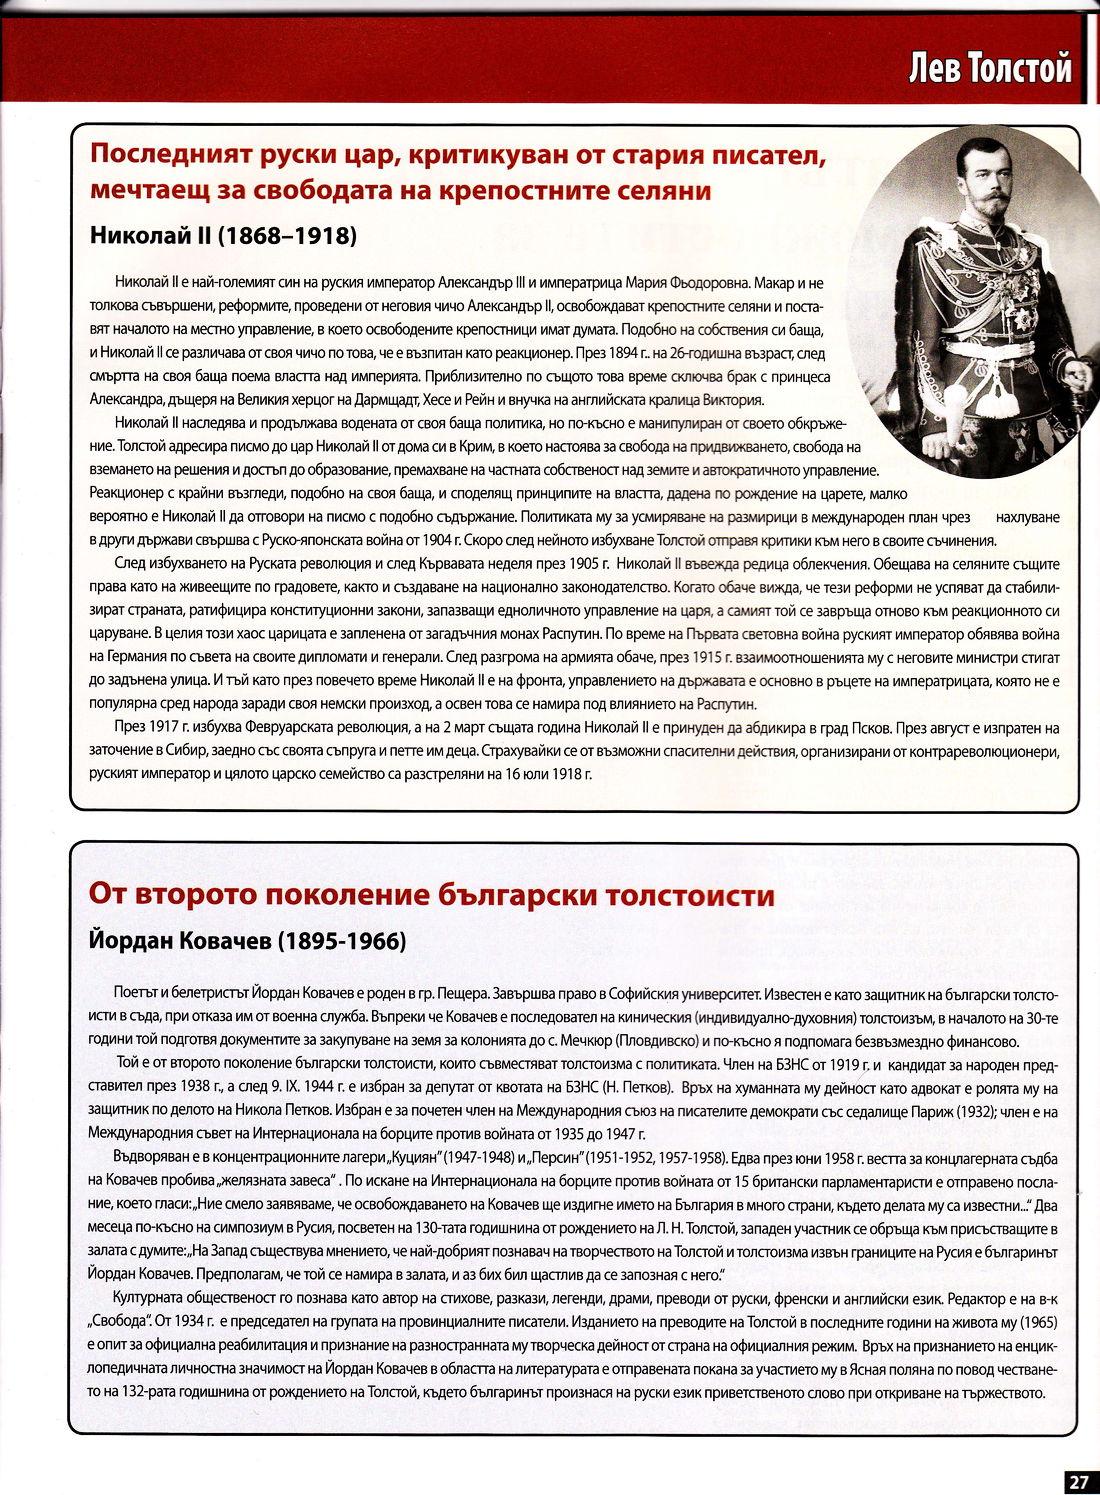 Лев Толстой
Последният руски цар, критикуван от стария писател,
мечтаещ за свободата на крепостните селяни
Николай II (1868–1918)
Николай II е най-големият син на руския император Александър III и императрица Мария Фьодоровна. Макар и не
толкова съвършени, реформите, проведени от неговия чичо Александър II, освобождават крепостните селяни и поста-
вят началото на местно управление, в което освободените крепостници имат думата. Подобно на собствения си баща,
и Николай II се различава от своя чичо по това, че е възпитан като реакционер. През 1894 г.. на 26-годишна възраст, след
смъртта на своя баща поема властта над империята. Приблизително по същото това време сключва брак с принцеса
Александра, дъщеря на Великия херцог на Дармщадт, Хесе и Рейн и внучка на английската кралица Виктория.
Николай II наследява и продължава водената от своя баща политика, но по-късно е манипулиран от своето обкръже-
ние. Толстой адресира писмо до цар Николай II от дома си в Крим, в което настоява за свобода на придвижването, свобода на
вземането на решения и достъп до образование, премахване на частната собственост над земите и автократичното управление.
Реакционер с крайни възгледи, подобно на своя баща, и споделящ принципите на властта, дадена по рождение на царете, малко
вероятно е Николай II да отговори на писмо с подобно съдържание. Политиката му за усмиряване на размирици в международен план чрез нахлуване
в други държави свършва с Руско-японската война от 1904 г. Скоро след нейното избухване Толстой отправя критики към него в своите съчинения.
След избухването на Руската революция и след Кървавата неделя през 1905 г. Николай II въвежда редица облекчения. Обещава на селяните същите
права като на живеещите по градовете, както и създаване на национално законодателство. Когато обаче вижда, че тези реформи не успяват да стабили-
зират страната, ратифицира конституционни закони, запазващи едноличното управление на царя, а самият той се завръща отново към реакционното си
царуване. В целия този хаос царицата е запленена от загадъчния монах Распутин. По време на Първата световна война руският император обявява война
на Германия по съвета на своите дипломати и генерали. След разгрома на армията обаче, през 1915 г. взаимоотношенията му с неговите министри стигат
до задънена улица. И тъй като през повечето време Николай II е на фронта, управлението на държавата е основно в ръцете на императрицата, която не е
популярна сред народа заради своя немски произход, а освен това се намира под влиянието на Распутин.
През 1917 г. избухва Февруарската революция, а на 2 март същата година Николай II е принуден да абдикира в град Псков. През август е изпратен на
заточение в Сибир, заедно със своята съпруга и петте им деца. Страхувайки се от възможни спасителни действия, организирани от контрареволюционери,
руският император и цялото царско семейство са разстреляни на 16 юли 1918 г.
От второто поколение български толстоисти
Йордан Ковачев (1895-1966)
Поетът и белетристът Йордан Ковачев е роден в гр. Пещера. Завършва право в Софийския университет. Известен е като защитник на български толсто-
исти в съда, при отказа им от военна служба. Въпреки че Ковачев е последовател на киническия (индивидуално-духовния) толстоизъм, в началото на 30-те
години той подготвя документите за закупуване на земя за колонията до с. Мечкюр (Пловдивско) и по-късно я подпомага безвъзмездно финансово.
Той е от второто поколение български толстоисти, които съвместяват толстоизма с политиката. Член на БЗНС от 1919 г. и кандидат за народен пред-
ставител през 1938 г., а след 9. IX. 1944 г. е избран за депутат от квотата на БЗНС (Н. Петков). Връх на хуманната му дейност като адвокат е ролята му на
защитник по делото на Никола Петков. Избран е за почетен член на Международния съюз на писателите демократи със седалище Париж (1932); член е на
Международния съвет на Интернационала на борците против войната от 1935 до 1947 г.
Въдворяван е в концентрационните лагери „Куциян” (1947-1948) и „Персин” (1951-1952, 1957-1958). Едва през юни 1958 г. вестта за концлагерната съдба
на Ковачев пробива „желязната завеса“ . По искане на Интернационала на борците против войната от 15 британски парламентаристи е отправено посла-
ние, което гласи: „Ние смело заявяваме, че освобождаването на Ковачев ще издигне името на България в много страни, където делата му са известни...“ Два
месеца по-късно на симпозиум в Русия, посветен на 130-тата годишнина от рождението на Л. Н. Толстой, западен участник се обръща към присъстващите в
залата с думите: „На Запад съществува мнението, че най-добрият познавач на творчеството на Толстой и толстоизма извън границите на Русия е българинът
Йордан Ковачев. Предполагам, че той се намира в залата, и аз бих бил щастлив да се запозная с него.“
Културната общественост го познава като автор на стихове, разкази, легенди, драми, преводи от руски, френски и английски език. Редактор е на в-к
„Свобода“. От 1934 г. е председател на групата на провинциалните писатели. Изданието на преводите на Толстой в последните години на живота му (1965)
е опит за официална реабилитация и признание на разностранната му творческа дейност от страна на официалния режим. Връх на признанието на енцик-
лопедичната личностна значимост на Йордан Ковачев в областта на литературата е отправената покана за участието му в Ясная поляна по повод честване-
то на 132-рата годишнина от рождението на Толстой, където българинът произнася на руски език приветственото слово при откриване на тържеството.
27